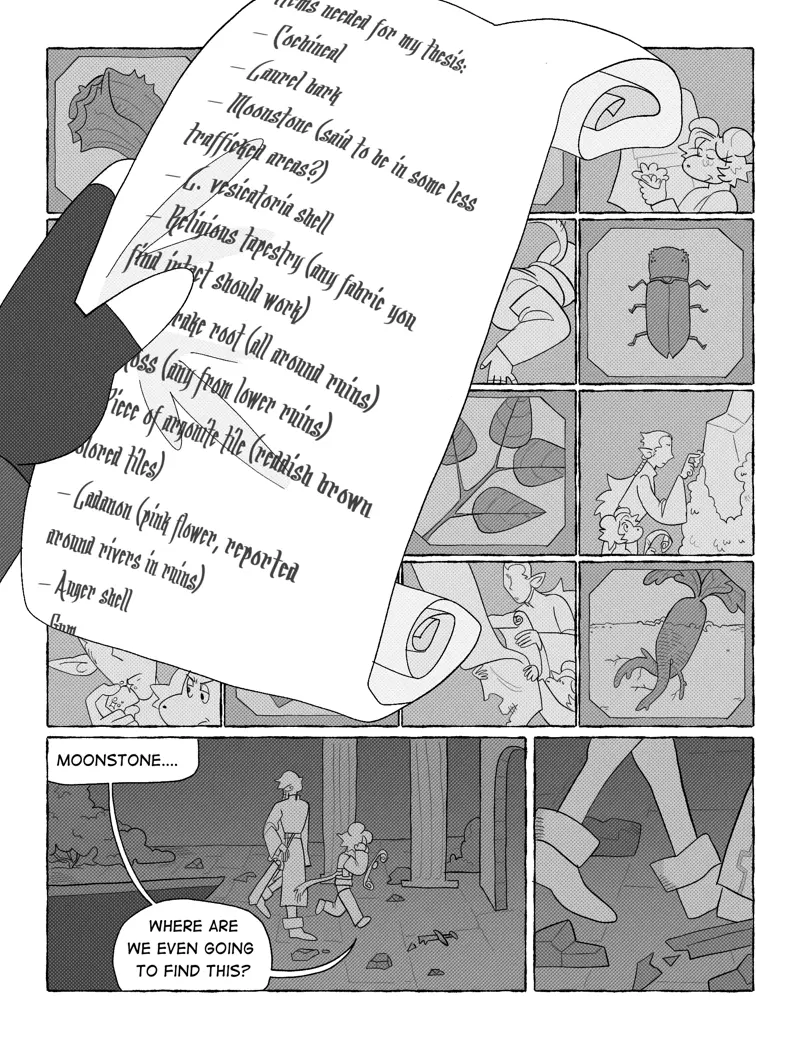 Items needed for my thesis:
– Cochineal
– Laurel bark
– Moonstone (said to be in some less
trafficked areas?)
– L. vesicatoria shell
– Religious tapestry (any fabric you
find intact should work)
rake root (all around ruins)
oss (any from lower ruins)
Piece of argonite tile (reddish brown
olored tiles)
– Ladanon (pink flower, reported
around rivers in ruins)
– Anger shell
Gum
MOONSTONE....
WHERE ARE
WE EVEN GOING
TO FIND THIS?